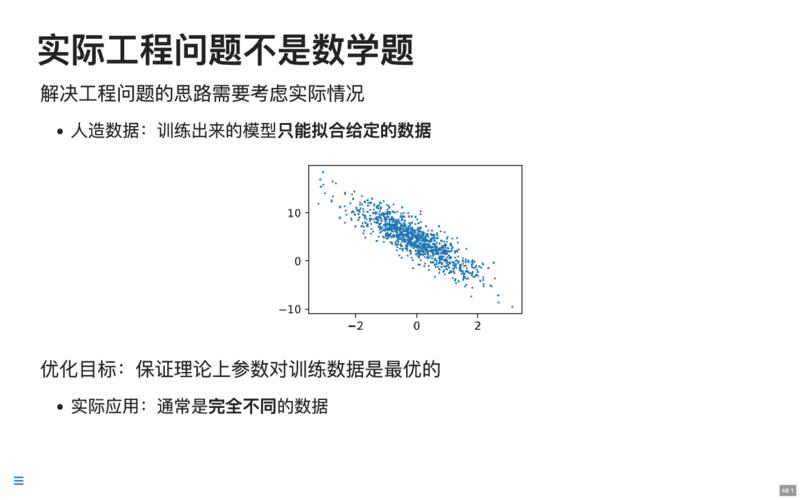 实际工程问题不是数学题
解决工程问题的思路需要考虑实际情况
• 人造数据：训练出来的模型只能拟合给定的数据
10
0
−10
−2 0 2
优化目标：保证理论上参数对训练数据是最优的
• 实际应用：通常是完全不同的数据
48.1